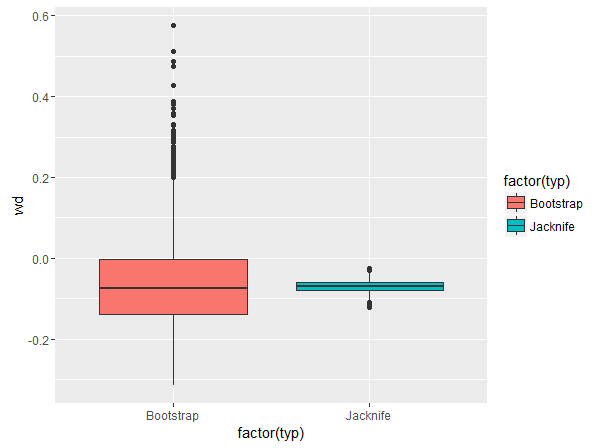 0.6
0.4
0.2
0.0
-0.2
wd
Bootstrap
Jacknife
factor(typ)
factor(typ)
Bootstrap
Jacknife